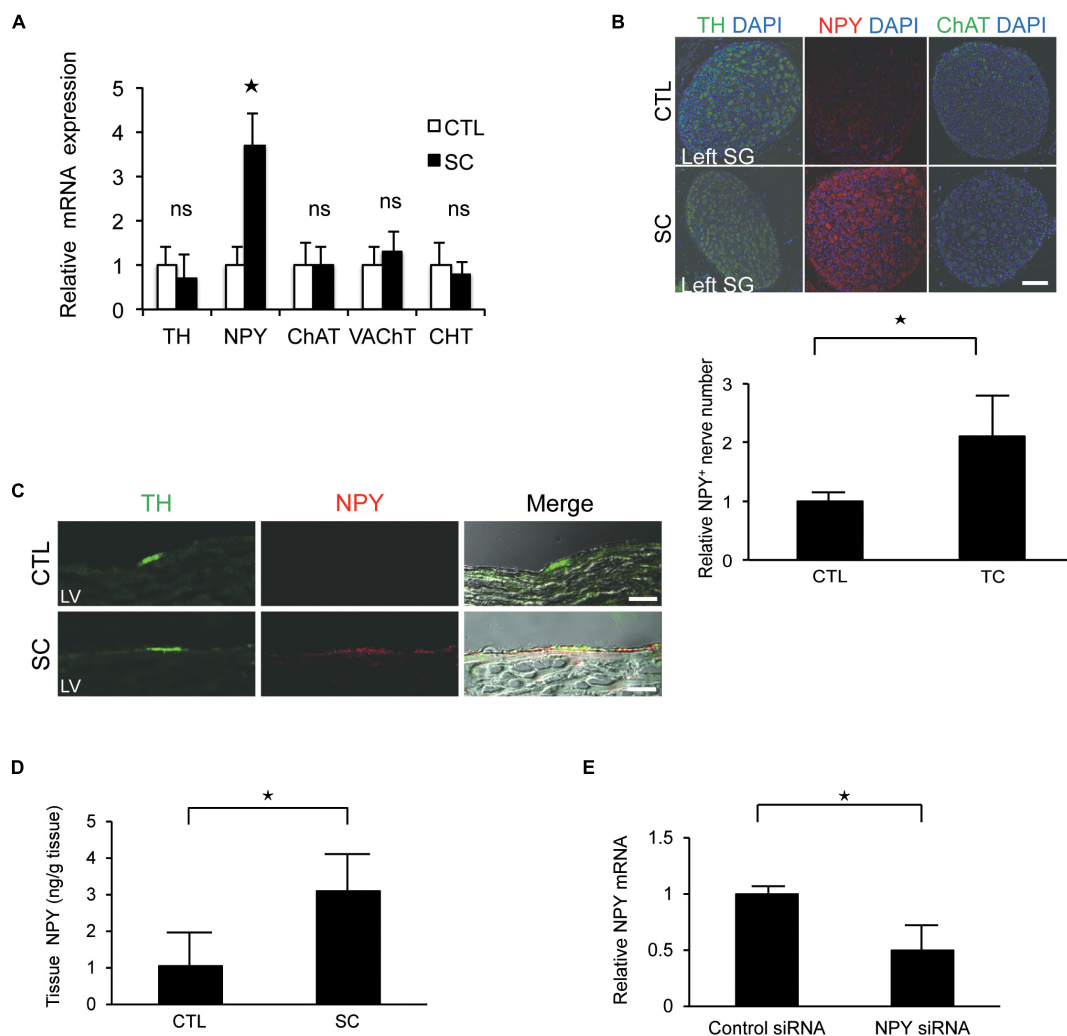 A
Relative mRNA expression
5
4
3
2
1
0
★
CTL
SC
ns
ns
ns
ns
TH NPY ChAT VAChT CHT
B
TH DAPI NPY DAPI ChAT DAPI
CTL
Left SG
SC
Left SG
★
Relative NPY+ nerve number
3
2
1
0
CTL TC
C
TH NPY Merge
CTL
LV
SC
LV
D
★
Tissue NPY (ng/g tissue)
5
4
3
2
1
0
CTL SC
E
★
Relative NPY mRNA
1.5
1
0.5
0
Control siRNA NPY siRNA